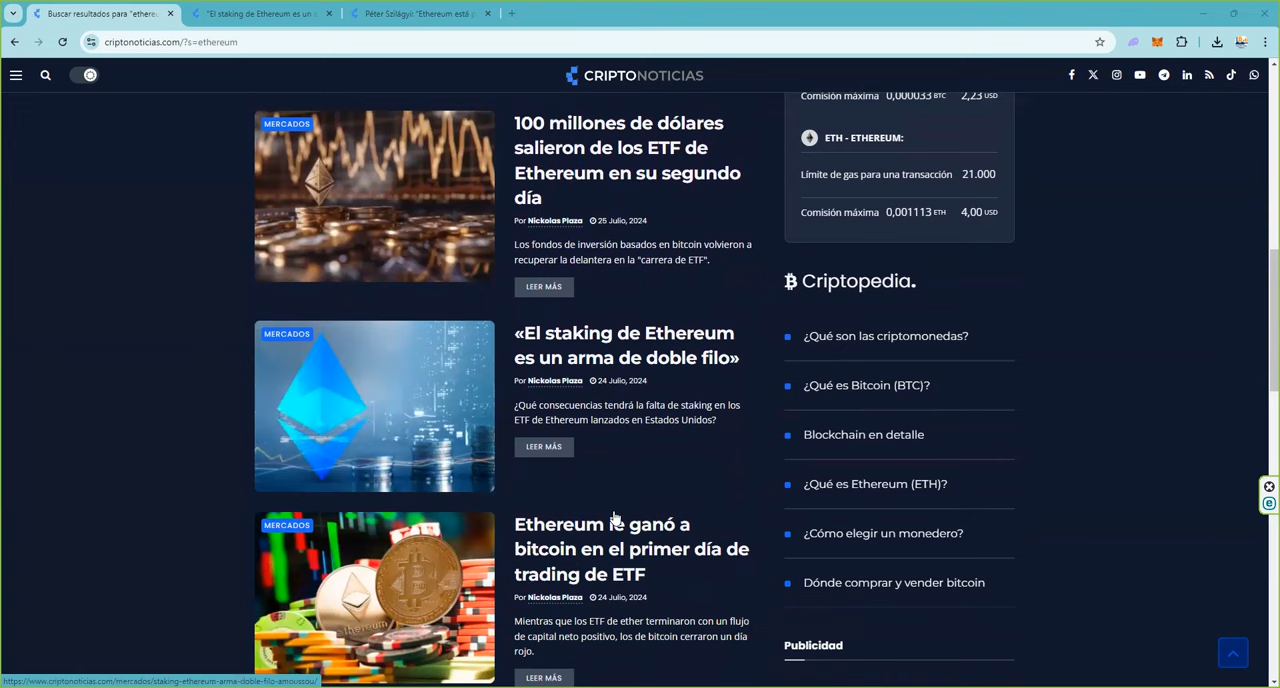 Buscar resultados para "ethere
"El staking de Ethereum es un
Péter Szilágyi: "Ethereum está
criptonoticias.com/?s=ethereum
CRIPTONOTICIAS
MERCADOS
100 millones de dólares
salieron de los ETF de
Ethereum en su segundo
día
Por Nickolas Plaza 25 Julio, 2024
Los fondos de inversión basados en bitcoin volvieron a
recuperar la delantera en la "carrera de ETF".
LEER MÁS
MERCADOS
«El staking de Ethereum
es un arma de doble filo»
Por Nickolas Plaza 24 Julio, 2024
¿Qué consecuencias tendrá la falta de staking en los
ETF de Ethereum lanzados en Estados Unidos?
LEER MÁS
MERCADOS
Ethereum le ganó a
bitcoin en el primer día de
trading de ETF
Por Nickolas Plaza 24 Julio, 2024
Mientras que los ETF de ether terminaron con un flujo
de capital neto positivo, los de bitcoin cerraron un día
rojo.
LEER MÁS
Comisión máxima 0,000033 BTC 2,23 USD
ETH - ETHEREUM:
Límite de gas para una transacción 21.000
Comisión máxima 0,001113 ETH 4,00 USD
Criptopedia.
¿Qué son las criptomonedas?
¿Qué es Bitcoin (BTC)?
Blockchain en detalle
¿Qué es Ethereum (ETH)?
¿Cómo elegir un monedero?
Dónde comprar y vender bitcoin
Publicidad
ethereum
https://www.criptonoticias.com/mercados/staking-ethereum-arma-doble-filo-amoussou/